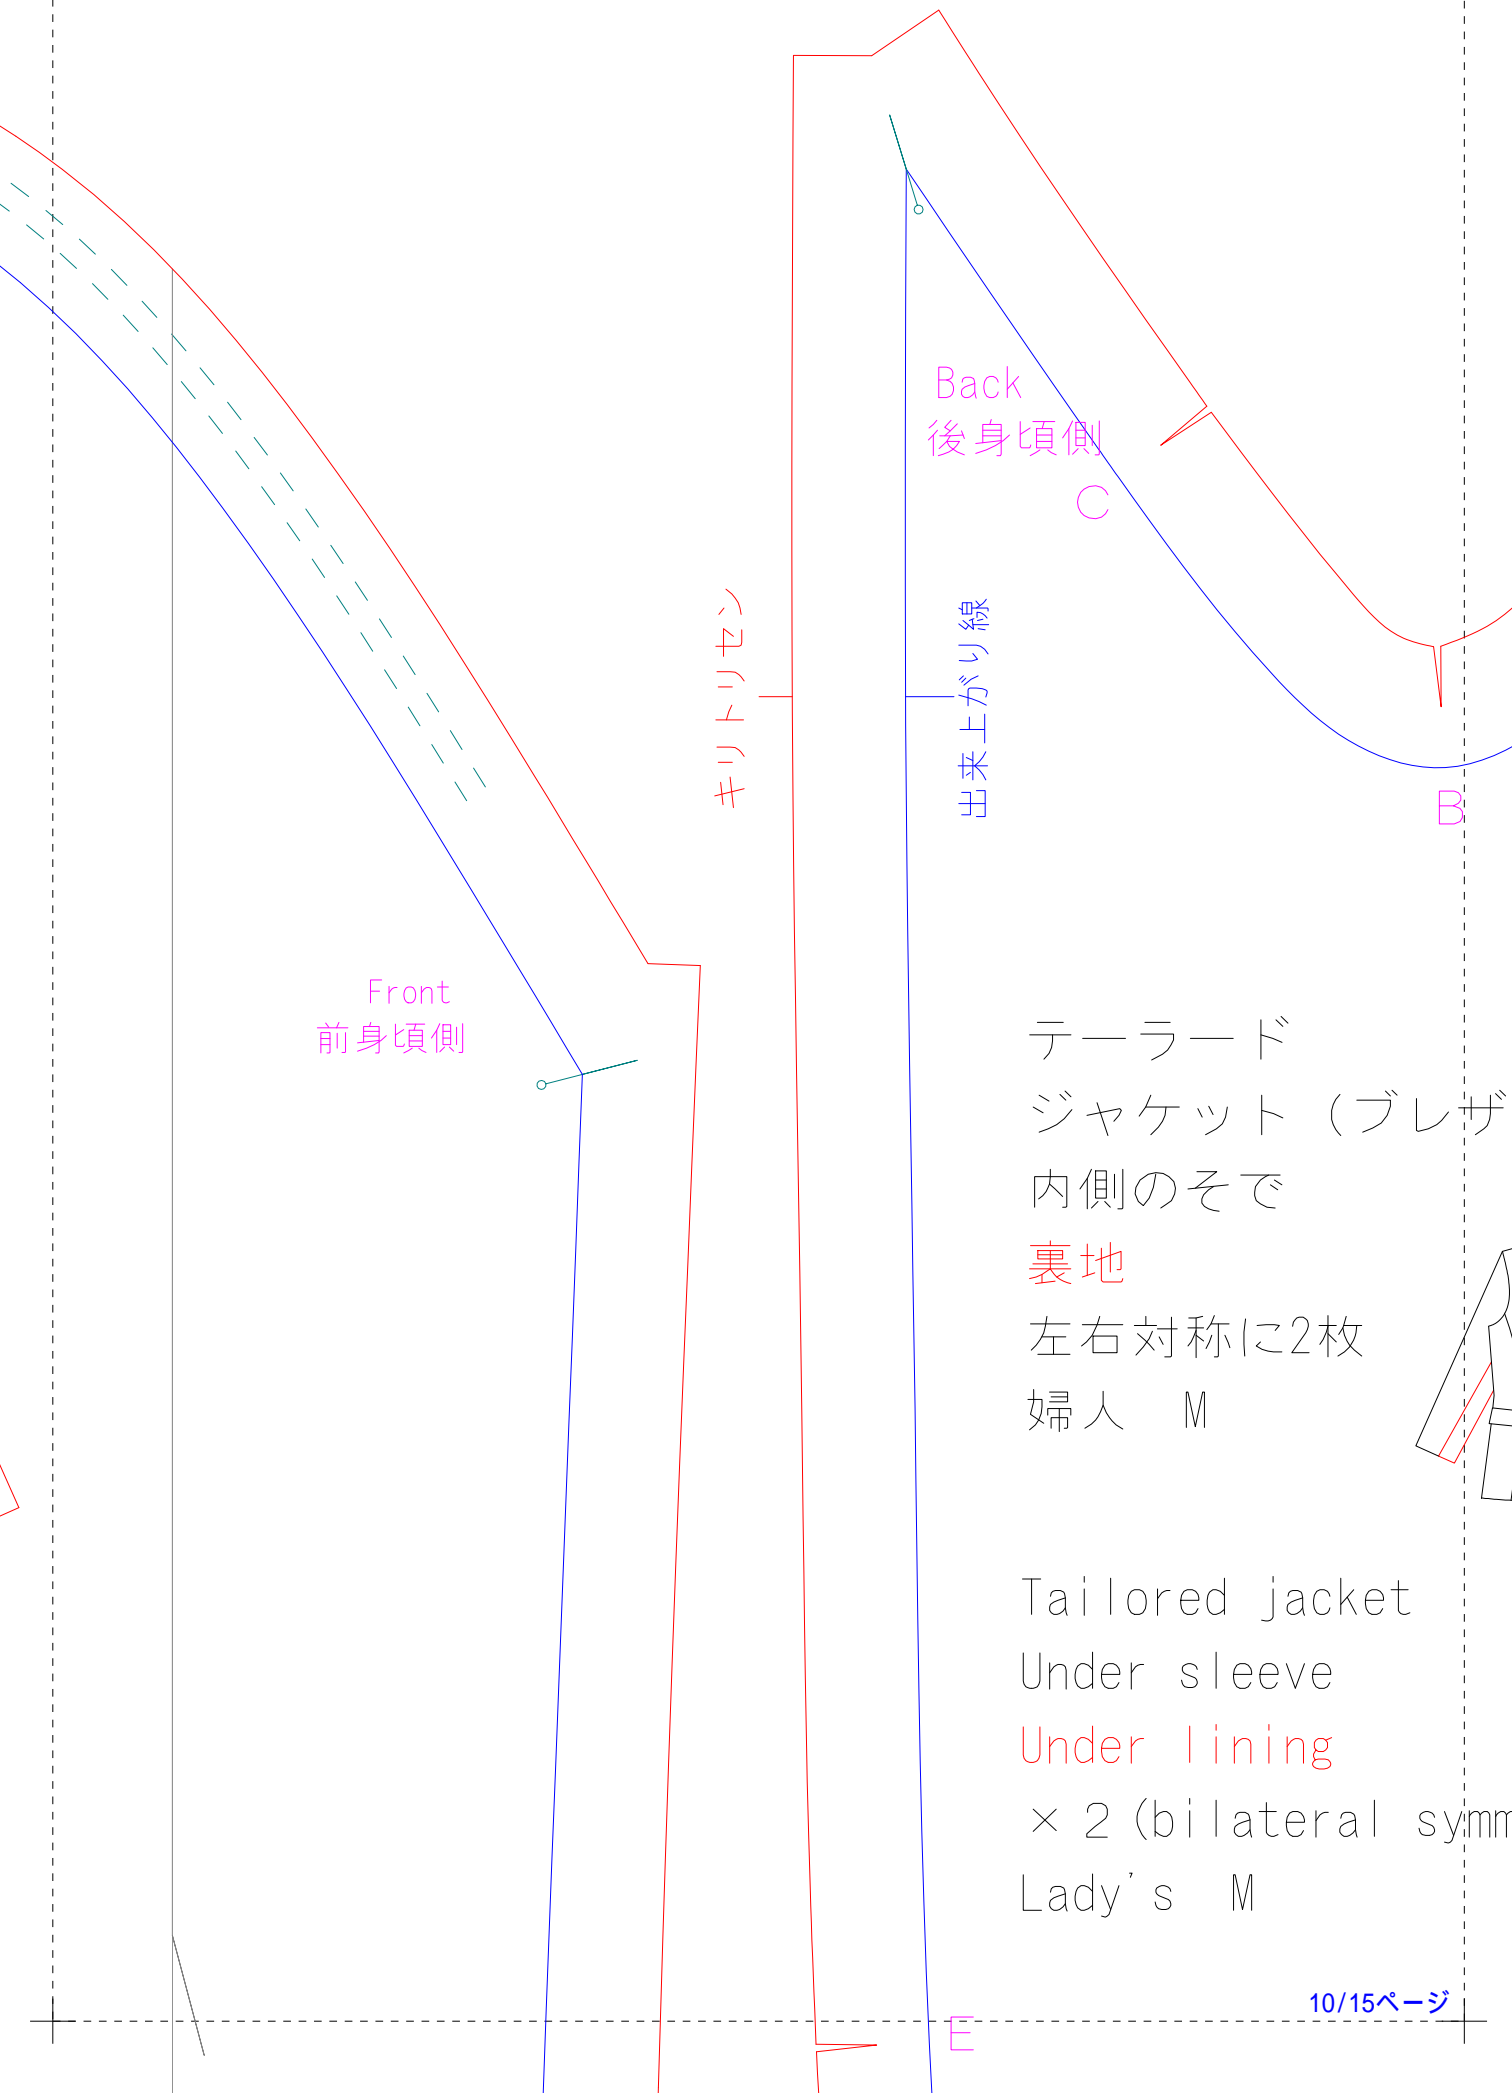 Back
後身頃側
C
キリトリセン
出来上がり線
B
Front
前身頃側
テーラード
ジャケット（ブレザ
内側のそで
裏地
左右対称に2枚
婦人　M
Tailored jacket
Under sleeve
Under lining
×２(bilateral symm
Lady's　M
10/15ページ
E